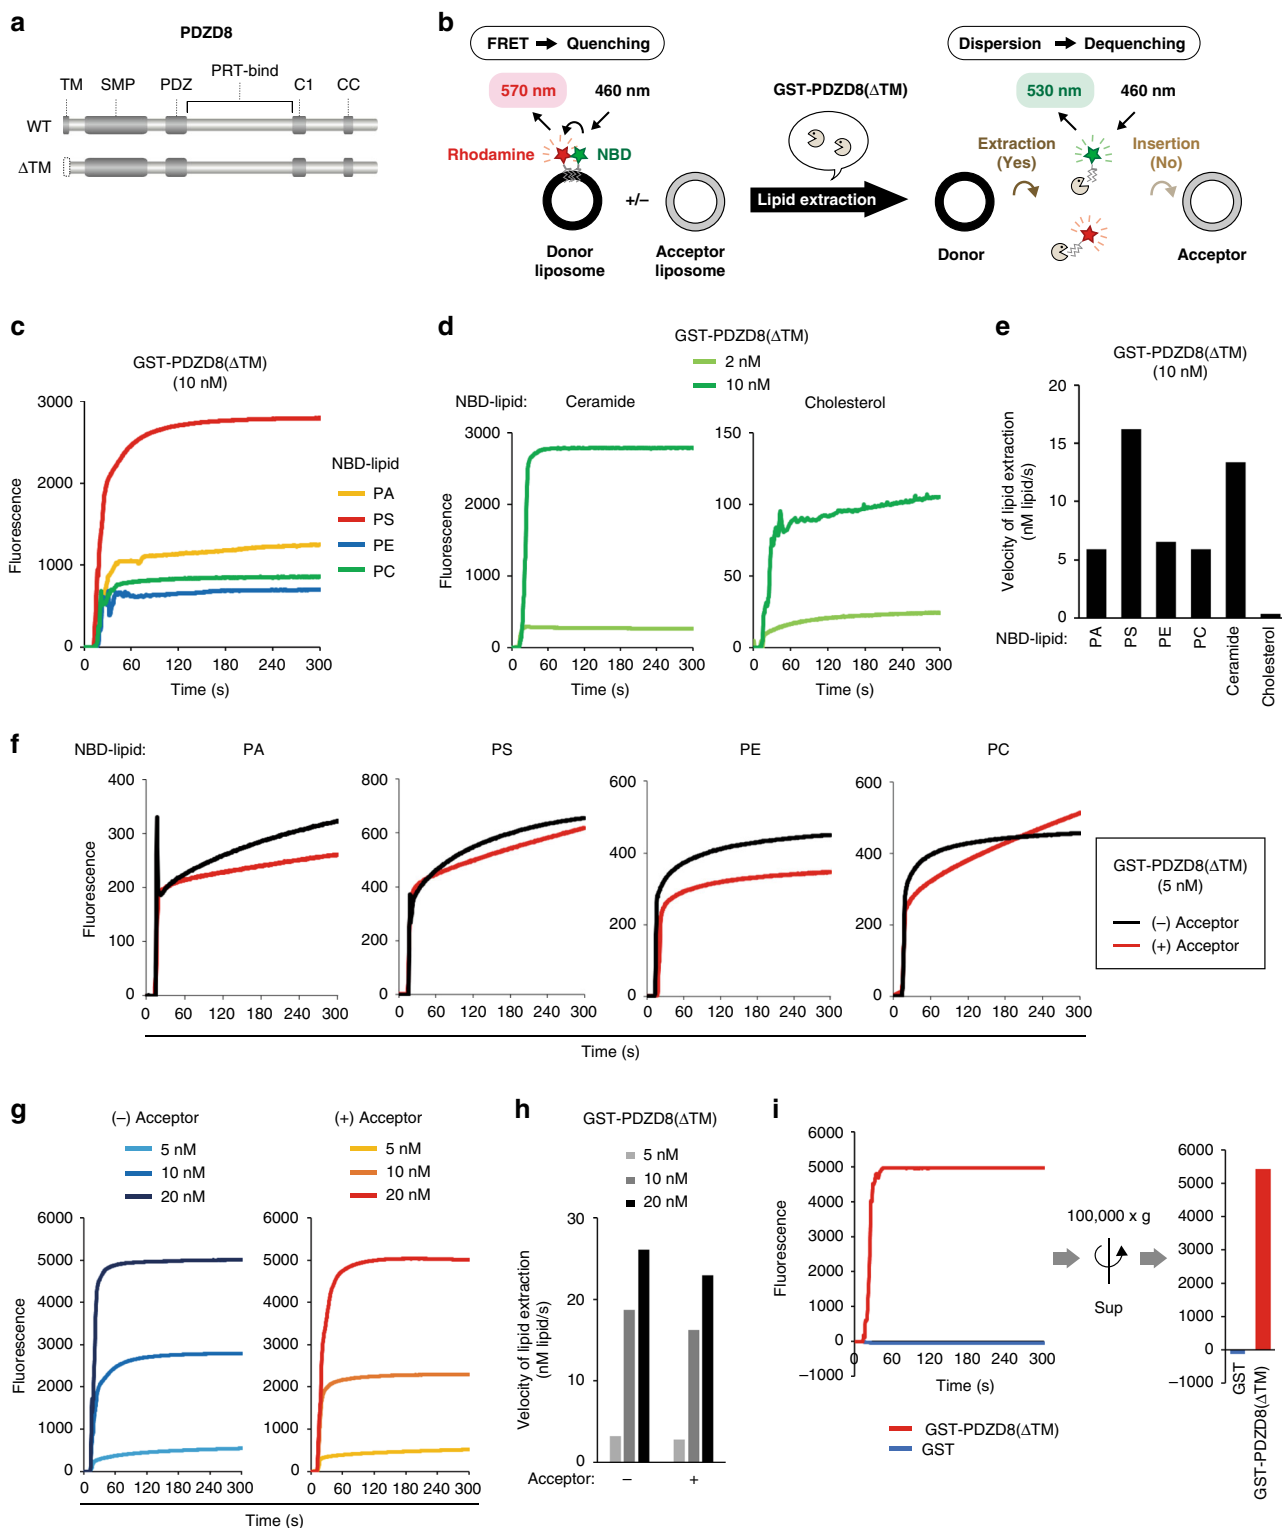 a
PDZD8
TM SMP PDZ PRT-bind C1 CC
WT
ΔTM
b
FRET → Quenching
Dispersion → Dequenching
570 nm 460 nm
GST-PDZD8(ΔTM)
530 nm 460 nm
Rhodamine NBD
Extraction (Yes)
Insertion (No)
+/–
Lipid extraction
Donor liposome
Acceptor liposome
Donor
Acceptor
c
GST-PDZD8(ΔTM)
(10 nM)
Fluorescence
3000
2000
1000
0
0 60 120 180 240 300
Time (s)
NBD-lipid
PA
PS
PE
PC
d
GST-PDZD8(ΔTM)
2 nM
10 nM
NBD-lipid: Ceramide Cholesterol
Fluorescence
3000
2000
1000
0
0 60 120 180 240 300
Time (s)
150
100
50
0
0 60 120 180 240 300
Time (s)
e
GST-PDZD8(ΔTM)
(10 nM)
Velocity of lipid extraction
(nM lipid/s)
20
15
10
5
0
NBD-lipid: PA PS PE PC Ceramide Cholesterol
f
NBD-lipid: PA PS PE PC
Fluorescence
400
300
200
100
0
0 60 120 180 240 300
800
600
400
200
0
0 60 120 180 240 300
600
400
200
0
0 60 120 180 240 300
600
400
200
0
0 60 120 180 240 300
Time (s)
GST-PDZD8(ΔTM)
(5 nM)
(–) Acceptor
(+) Acceptor
g
(–) Acceptor
5 nM
10 nM
20 nM
(+) Acceptor
5 nM
10 nM
20 nM
Fluorescence
6000
5000
4000
3000
2000
1000
0
0 60 120 180 240 300
6000
5000
4000
3000
2000
1000
0
0 60 120 180 240 300
Time (s)
h
GST-PDZD8(ΔTM)
5 nM
10 nM
20 nM
Velocity of lipid extraction
(nM lipid/s)
30
20
10
0
Acceptor: – +
i
Fluorescence
6000
5000
4000
3000
2000
1000
0
–1000
0 60 120 180 240 300
Time (s)
GST-PDZD8(ΔTM)
GST
100,000 x g
Sup
6000
5000
4000
3000
2000
1000
0
–1000
GST
GST-PDZD8(ΔTM)